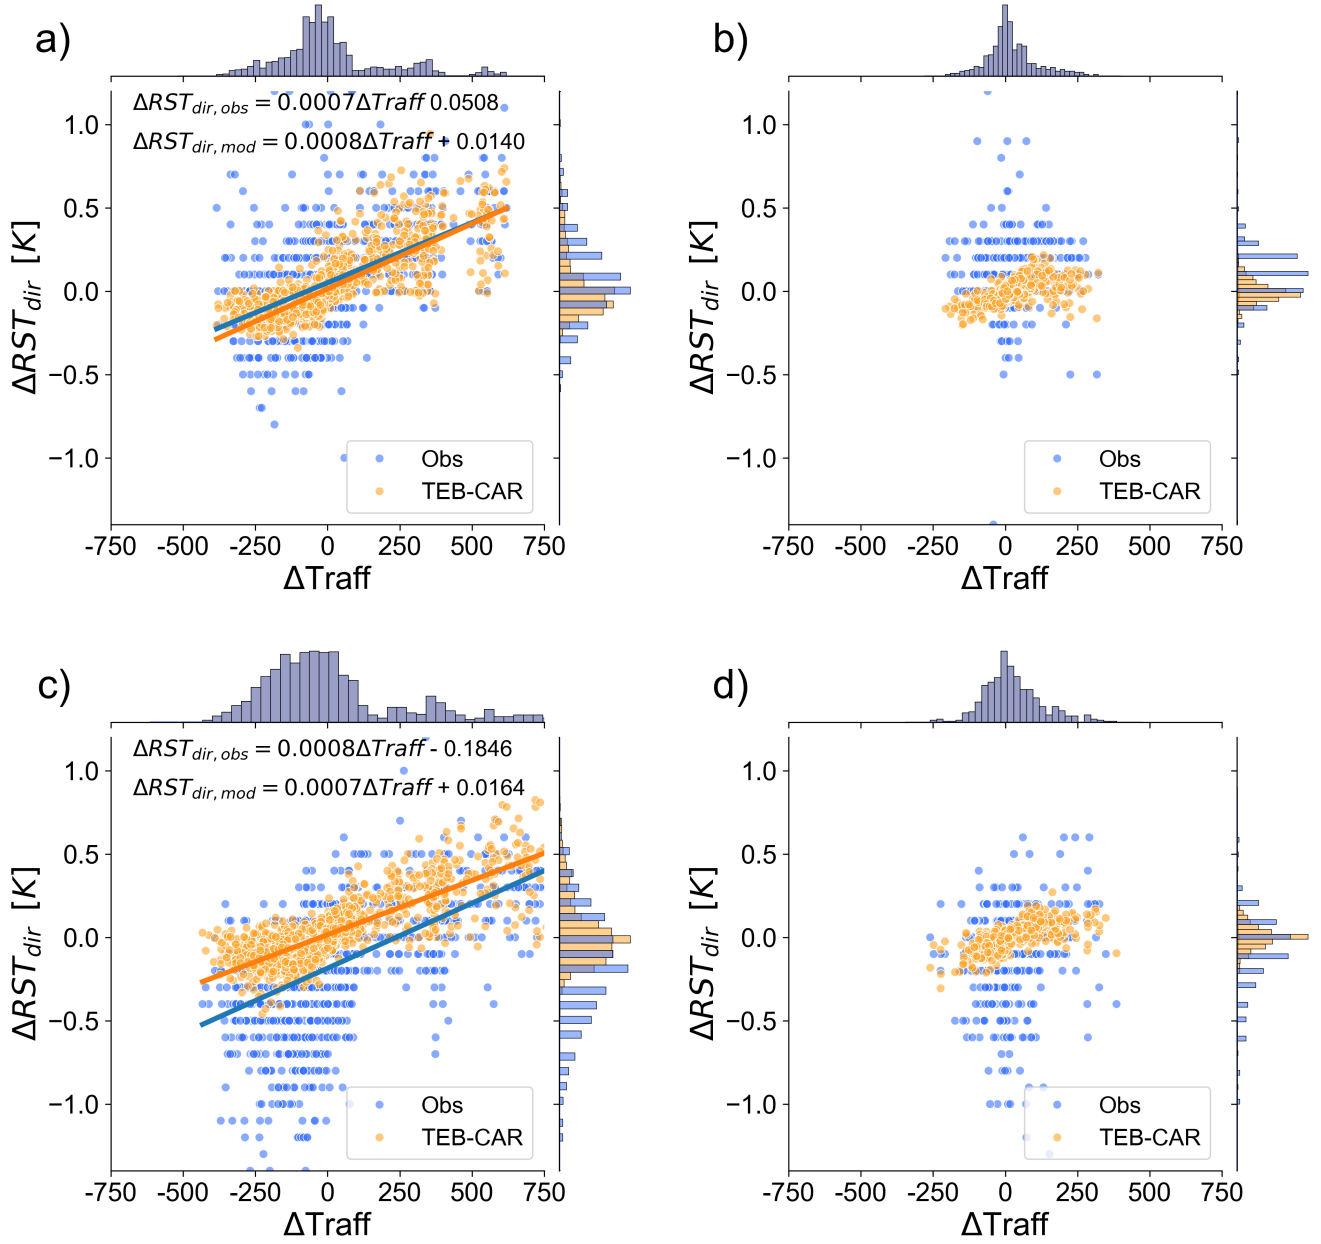 a)
ΔRST_dir, obs = 0.0007ΔTraff 0.0508
ΔRST_dir, mod = 0.0008ΔTraff + 0.0140
1.0
0.5
0.0
−0.5
−1.0
ΔRST_dir [K]
Obs
TEB-CAR
-750 -500 -250 0 250 500 750
ΔTraff
b)
1.0
0.5
0.0
−0.5
−1.0
ΔRST_dir [K]
Obs
TEB-CAR
-750 -500 -250 0 250 500 750
ΔTraff
c)
ΔRST_dir, obs = 0.0008ΔTraff - 0.1846
ΔRST_dir, mod = 0.0007ΔTraff + 0.0164
1.0
0.5
0.0
−0.5
−1.0
ΔRST_dir [K]
Obs
TEB-CAR
-750 -500 -250 0 250 500 750
ΔTraff
d)
1.0
0.5
0.0
−0.5
−1.0
ΔRST_dir [K]
Obs
TEB-CAR
-750 -500 -250 0 250 500 750
ΔTraff